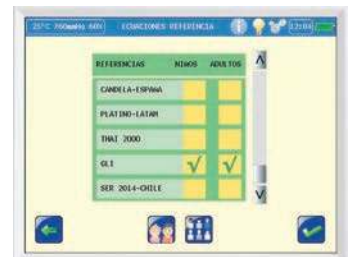 25°C 760mmHg 60% ECUACIONES REFERENCIA 12:04
REFERENCIAS NIÑOS ADULTOS
CANDELA-ESPAÑA
PLATINO-LATAM
THAI 2000
GLI √ √
SER 2014-CHILE